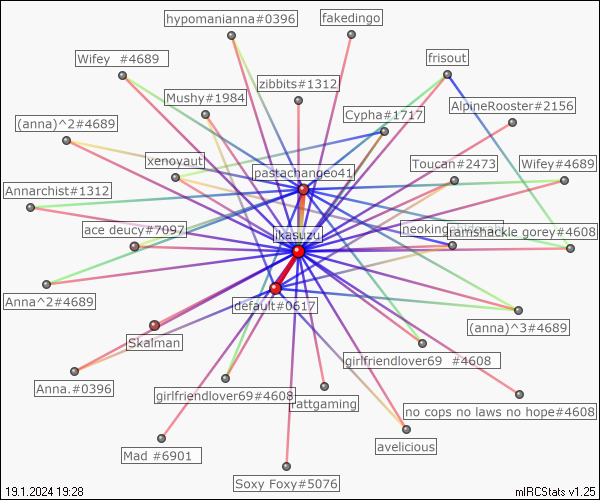 hypomanianna#0396
fakedingo
Wifey #4689
frisout
zibbits#1312
Mushy#1984
AlpineRooster#2156
Cypha#1717
(anna)^2#4689
xenoyaut
Toucan#2473
Wifey#4689
pastachangeo41
Annarchist#1312
ace deucy#7097
ikasuzu
neokingramshackle gorey#4608
Anna^2#4689
default#0617
(anna)^3#4689
Skalman
girlfriendlover69 #4608
Anna.#0396
girlfriendlover69#4608
rattgaming
no cops no laws no hope#4608
avelicious
Mad #6901
Soxy Foxy#5076
19.1.2024 19:28
mIRCStats v1.25